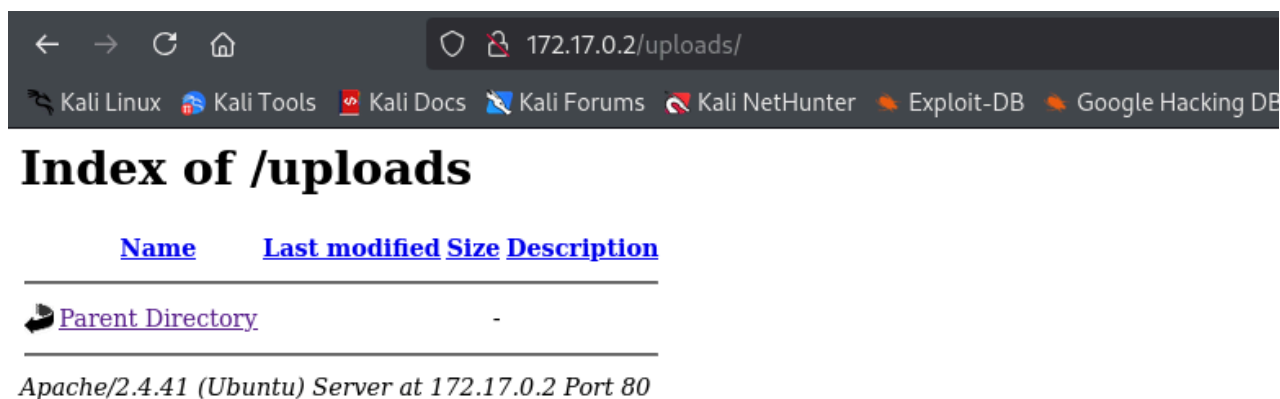 172.17.0.2/uploads/
Kali Linux Kali Tools Kali Docs Kali Forums Kali NetHunter Exploit-DB Google Hacking DB
Index of /uploads
Name Last modified Size Description
Parent Directory -
Apache/2.4.41 (Ubuntu) Server at 172.17.0.2 Port 80